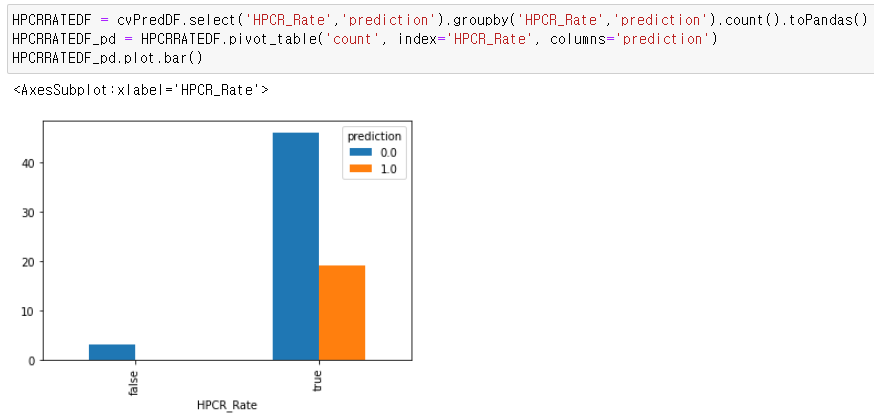 HPCRRATEDF = cvPredDF.select('HPCR_Rate','prediction').groupby('HPCR_Rate','prediction').count().toPandas()
HPCRRATEDF_pd = HPCRRATEDF.pivot_table('count', index='HPCR_Rate', columns='prediction')
HPCRRATEDF_pd.plot.bar()
<AxesSubplot:xlabel='HPCR_Rate'>
prediction
0.0
1.0
40
30
20
10
0
false
true
HPCR_Rate